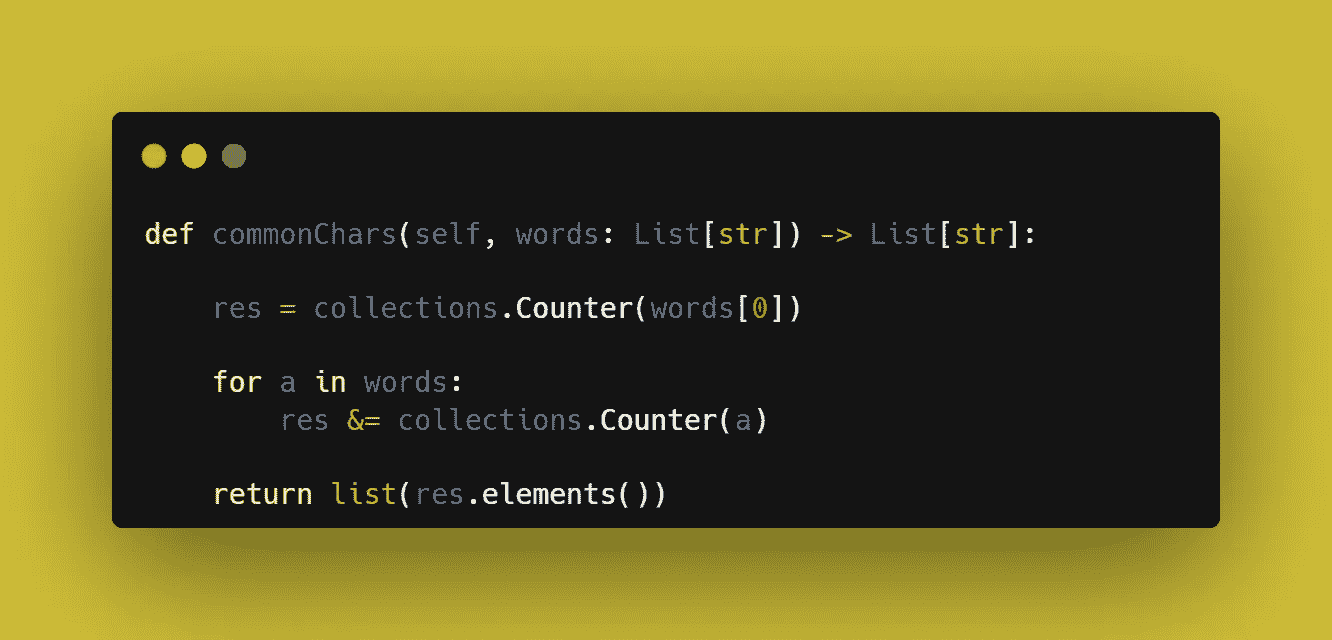 def commonChars(self, words: List[str]) -> List[str]:
    res = collections.Counter(words[0])
    for a in words:
        res &= collections.Counter(a)
    return list(res.elements())